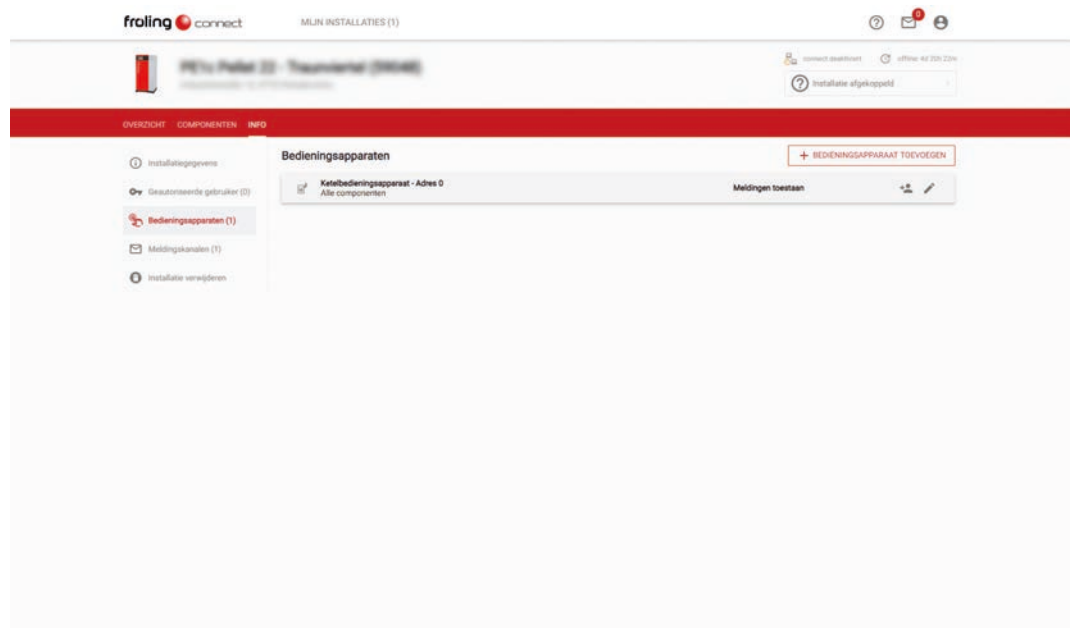 froling connect
MIJN INSTALLATIES (1)
0
Installatie afgekoppeld
OVERZICHT COMPONENTEN INFO
Installatiegegevens
Geautoriseerde gebruiker (0)
Bedieningsapparaten (1)
Meldingskanalen (1)
Installatie verwijderen
Bedieningsapparaten
+ BEDIENINGSAPPARAAT TOEVOEGEN
Ketelbedieningsapparaat - Adres 0
Alle componenten
Meldingen toestaan